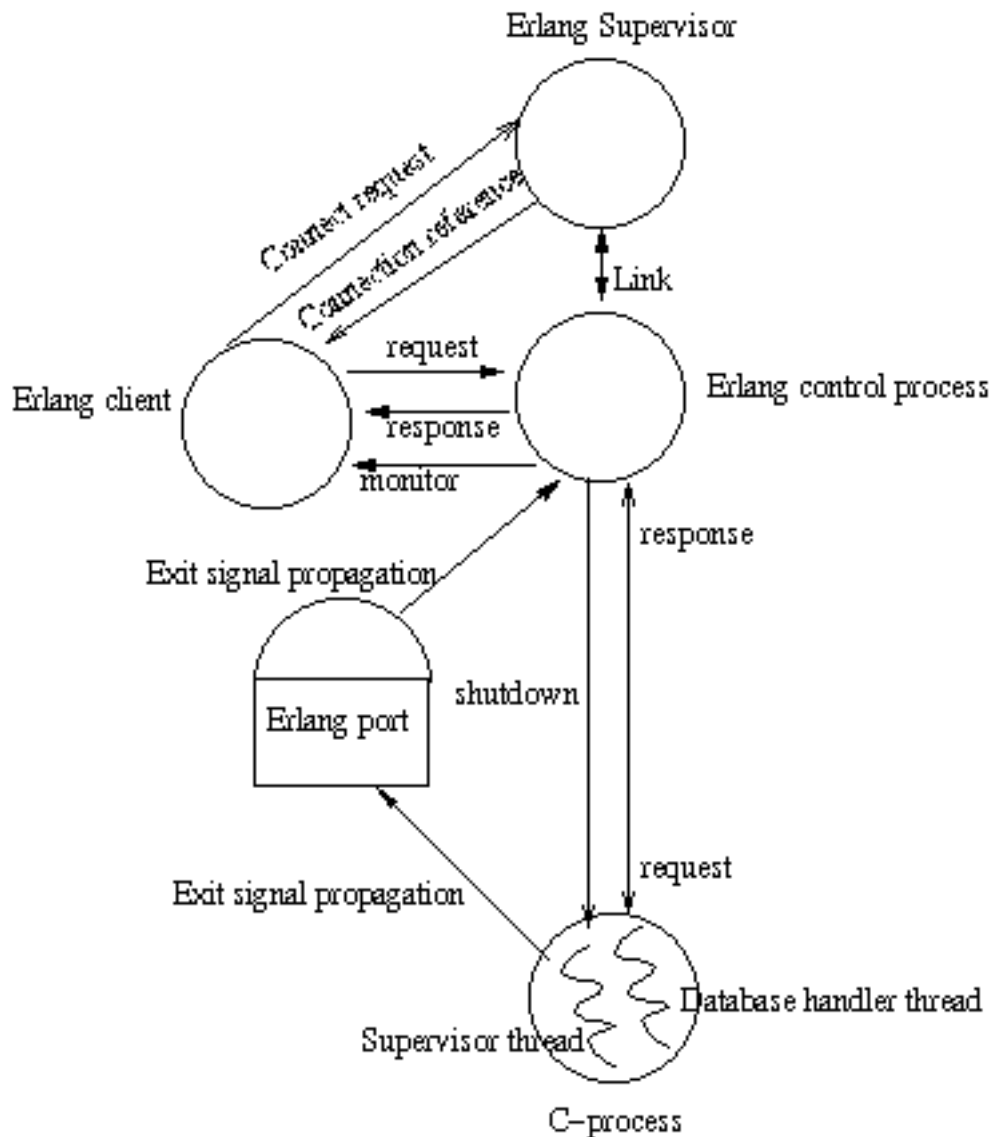 Erlang Supervisor
Connect request
Connection reference
Link
request
Erlang client
Erlang control process
response
monitor
response
Exit signal propagation
shutdown
Erlang port
request
Exit signal propagation
Database handler thread
Supervisor thread
C-process